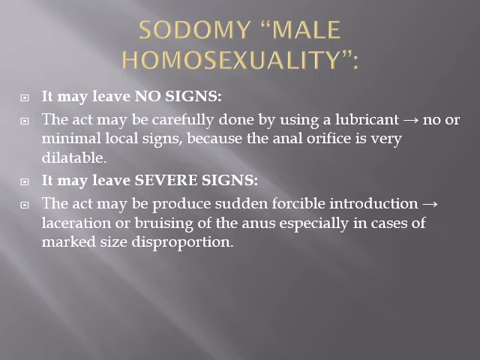 SODOMY “MALE
HOMOSEXUALITY”:
It may leave NO SIGNS:
The act may be carefully done by using a lubricant → no or
minimal local signs, because the anal orifice is very
dilatable.
It may leave SEVERE SIGNS:
The act may be produce sudden forcible introduction →
laceration or bruising of the anus especially in cases of
marked size disproportion.